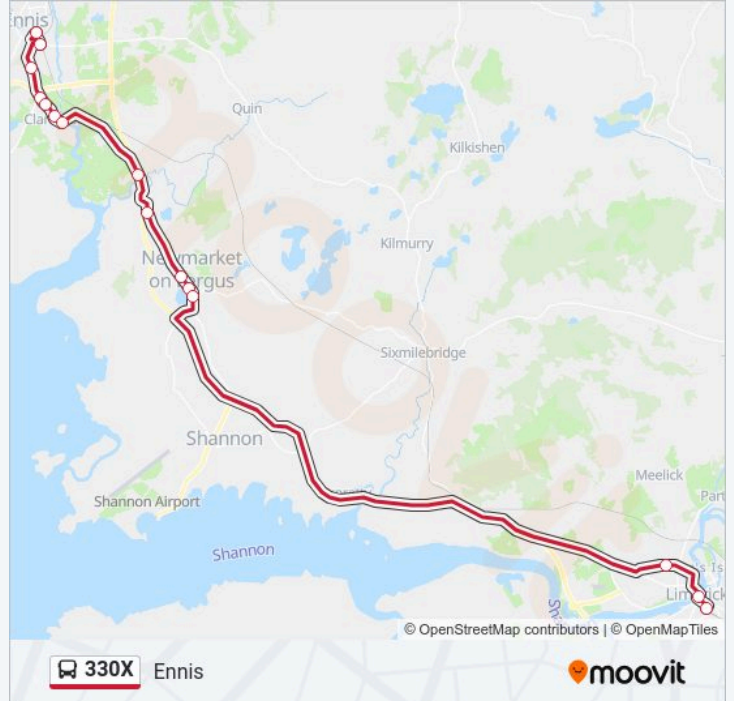 Ennis
Quin
Kilkishen
Kilmurry
Newmarket
on Fergus
Sixmilebridge
Shannon
Meelick
Shannon Airport
Shannon
Limerick
© OpenStreetMap contributors | © OpenMapTiles
330X Ennis
moovit